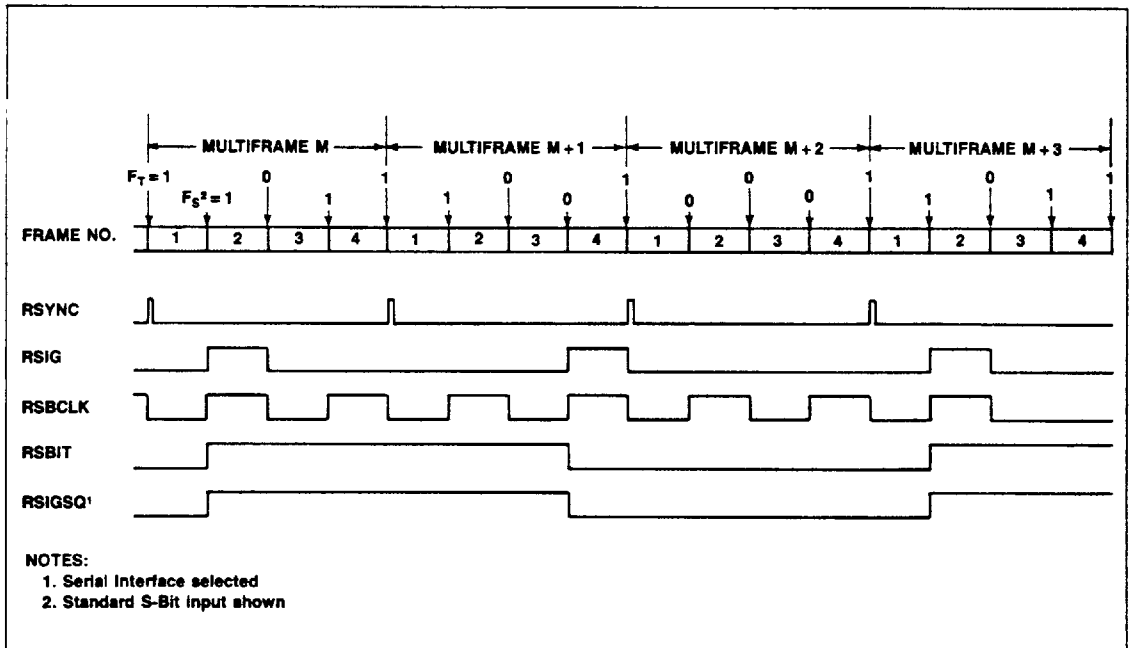 MULTIFRAME M MULTIFRAME M + 1 MULTIFRAME M + 2 MULTIFRAME M + 3
F_T = 1 0 1 0 1 0 1 0 1
F_S² = 1 1 1 0 0 0 1 1
FRAME NO. 1 2 3 4 1 2 3 4 1 2 3 4 1 2 3 4
RSYNC
RSIG
RSBCLK
RSBIT
RSIGSQ¹
NOTES:
1. Serial Interface selected
2. Standard S-Bit input shown